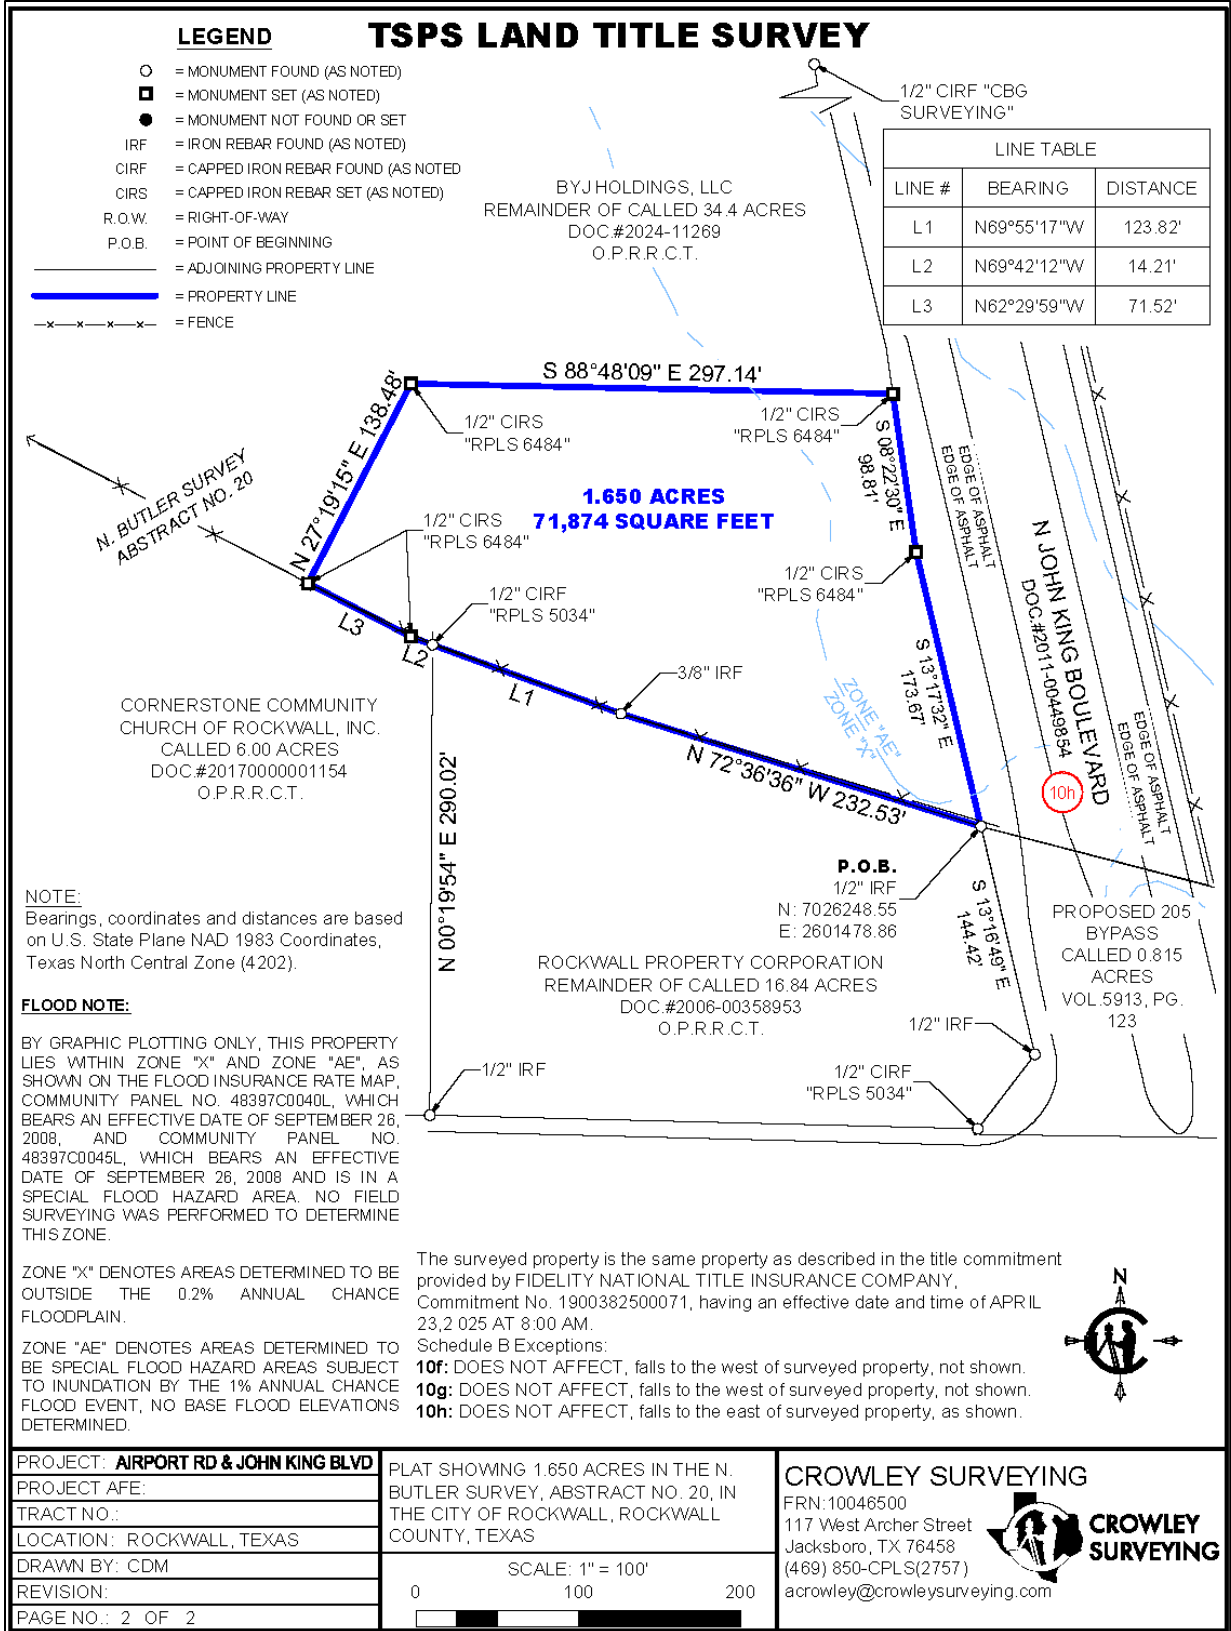 TSPS LAND TITLE SURVEY
LEGEND
= MONUMENT FOUND (AS NOTED)
= MONUMENT SET (AS NOTED)
= MONUMENT NOT FOUND OR SET
IRF = IRON REBAR FOUND (AS NOTED)
CIRF = CAPPED IRON REBAR FOUND (AS NOTED
CIRS = CAPPED IRON REBAR SET (AS NOTED)
R.O.W. = RIGHT-OF-WAY
P.O.B. = POINT OF BEGINNING
= ADJOINING PROPERTY LINE
= PROPERTY LINE
= FENCE
1/2" CIRF "CBG
SURVEYING"
LINE TABLE
LINE # BEARING DISTANCE
L1 N69°55'17"W 123.82'
L2 N69°42'12"W 14.21'
L3 N62°29'59"W 71.52'
BYJ HOLDINGS, LLC
REMAINDER OF CALLED 34.4 ACRES
DOC.#2024-11269
O.P.R.R.C.T.
S 88°48'09" E 297.14'
N 27°19'15" E 138.48'
1/2" CIRS
"RPLS 6484"
1/2" CIRS
"RPLS 6484"
S 08°22'30" E
98.81'
EDGE OF ASPHALT
EDGE OF ASPHALT
N. BUTLER SURVEY
ABSTRACT NO. 20
1.650 ACRES
71,874 SQUARE FEET
1/2" CIRS
"RPLS 6484"
1/2" CIRS
"RPLS 6484"
1/2" CIRF
"RPLS 5034"
N JOHN KING BOULEVARD
DOC.#2011-00449854
L3
L2
L1
3/8" IRF
S 13°17'32" E
173.67'
ZONE "AE"
ZONE "X"
EDGE OF ASPHALT
EDGE OF ASPHALT
10h
CORNERSTONE COMMUNITY
CHURCH OF ROCKWALL, INC.
CALLED 6.00 ACRES
DOC.#20170000001154
O.P.R.R.C.T.
N 72°36'36" W 232.53'
N 00°19'54" E 290.02'
P.O.B.
1/2" IRF
N: 7026248.55
E: 2601478.86
S 13°16'49" E
144.42'
PROPOSED 205
BYPASS
CALLED 0.815
ACRES
VOL.5913, PG.
123
NOTE:
Bearings, coordinates and distances are based
on U.S. State Plane NAD 1983 Coordinates,
Texas North Central Zone (4202).
ROCKWALL PROPERTY CORPORATION
REMAINDER OF CALLED 16.84 ACRES
DOC.#2006-00358953
O.P.R.R.C.T.
1/2" IRF
1/2" IRF
1/2" CIRF
"RPLS 5034"
FLOOD NOTE:
BY GRAPHIC PLOTTING ONLY, THIS PROPERTY
LIES WITHIN ZONE "X" AND ZONE "AE", AS
SHOWN ON THE FLOOD INSURANCE RATE MAP,
COMMUNITY PANEL NO. 48397C0040L, WHICH
BEARS AN EFFECTIVE DATE OF SEPTEMBER 26,
2008, AND COMMUNITY PANEL NO.
48397C0045L, WHICH BEARS AN EFFECTIVE
DATE OF SEPTEMBER 26, 2008 AND IS IN A
SPECIAL FLOOD HAZARD AREA. NO FIELD
SURVEYING WAS PERFORMED TO DETERMINE
THIS ZONE.
ZONE "X" DENOTES AREAS DETERMINED TO BE
OUTSIDE THE 0.2% ANNUAL CHANCE
FLOODPLAIN.
ZONE "AE" DENOTES AREAS DETERMINED TO
BE SPECIAL FLOOD HAZARD AREAS SUBJECT
TO INUNDATION BY THE 1% ANNUAL CHANCE
FLOOD EVENT, NO BASE FLOOD ELEVATIONS
DETERMINED.
The surveyed property is the same property as described in the title commitment
provided by FIDELITY NATIONAL TITLE INSURANCE COMPANY,
Commitment No. 1900382500071, having an effective date and time of APRIL
23,2 025 AT 8:00 AM.
Schedule B Exceptions:
10f: DOES NOT AFFECT, falls to the west of surveyed property, not shown.
10g: DOES NOT AFFECT, falls to the west of surveyed property, not shown.
10h: DOES NOT AFFECT, falls to the east of surveyed property, as shown.
N
PROJECT: AIRPORT RD & JOHN KING BLVD
PROJECT AFE:
TRACT NO.:
LOCATION: ROCKWALL, TEXAS
DRAWN BY: CDM
REVISION:
PAGE NO.: 2 OF 2
PLAT SHOWING 1.650 ACRES IN THE N.
BUTLER SURVEY, ABSTRACT NO. 20, IN
THE CITY OF ROCKWALL, ROCKWALL
COUNTY, TEXAS
SCALE: 1" = 100'
0 100 200
CROWLEY SURVEYING
FRN:10046500
117 West Archer Street
Jacksboro, TX 76458
(469) 850-CPLS(2757)
acrowley@crowleysurveying.com
CROWLEY
SURVEYING